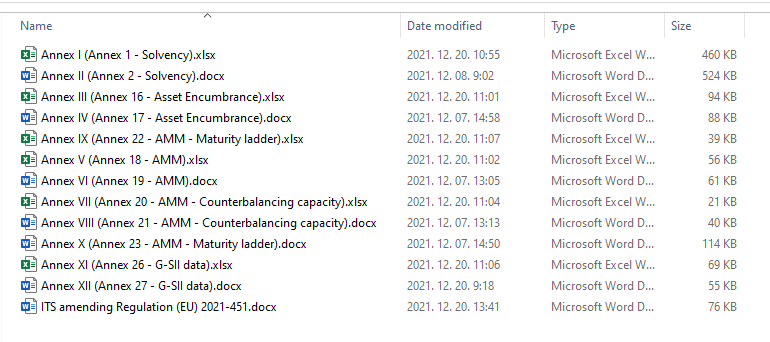 Name Date modified Type Size
Annex I (Annex 1 - Solvency).xlsx 2021. 12. 20. 10:55 Microsoft Excel W... 460 KB
Annex II (Annex 2 - Solvency).docx 2021. 12. 08. 9:02 Microsoft Word D... 524 KB
Annex III (Annex 16 - Asset Encumbrance).xlsx 2021. 12. 20. 11:01 Microsoft Excel W... 94 KB
Annex IV (Annex 17 - Asset Encumbrance).docx 2021. 12. 07. 14:58 Microsoft Word D... 88 KB
Annex IX (Annex 22 - AMM - Maturity ladder).xlsx 2021. 12. 20. 11:07 Microsoft Excel W... 39 KB
Annex V (Annex 18 - AMM).xlsx 2021. 12. 20. 11:02 Microsoft Excel W... 56 KB
Annex VI (Annex 19 - AMM).docx 2021. 12. 07. 13:05 Microsoft Word D... 61 KB
Annex VII (Annex 20 - AMM - Counterbalancing capacity).xlsx 2021. 12. 20. 11:04 Microsoft Excel W... 21 KB
Annex VIII (Annex 21 - AMM - Counterbalancing capacity).docx 2021. 12. 07. 13:13 Microsoft Word D... 40 KB
Annex X (Annex 23 - AMM - Maturity ladder).docx 2021. 12. 07. 14:50 Microsoft Word D... 114 KB
Annex XI (Annex 26 - G-SII data).xlsx 2021. 12. 20. 11:06 Microsoft Excel W... 69 KB
Annex XII (Annex 27 - G-SII data).docx 2021. 12. 20. 9:18 Microsoft Word D... 55 KB
ITS amending Regulation (EU) 2021-451.docx 2021. 12. 20. 13:41 Microsoft Word D... 76 KB